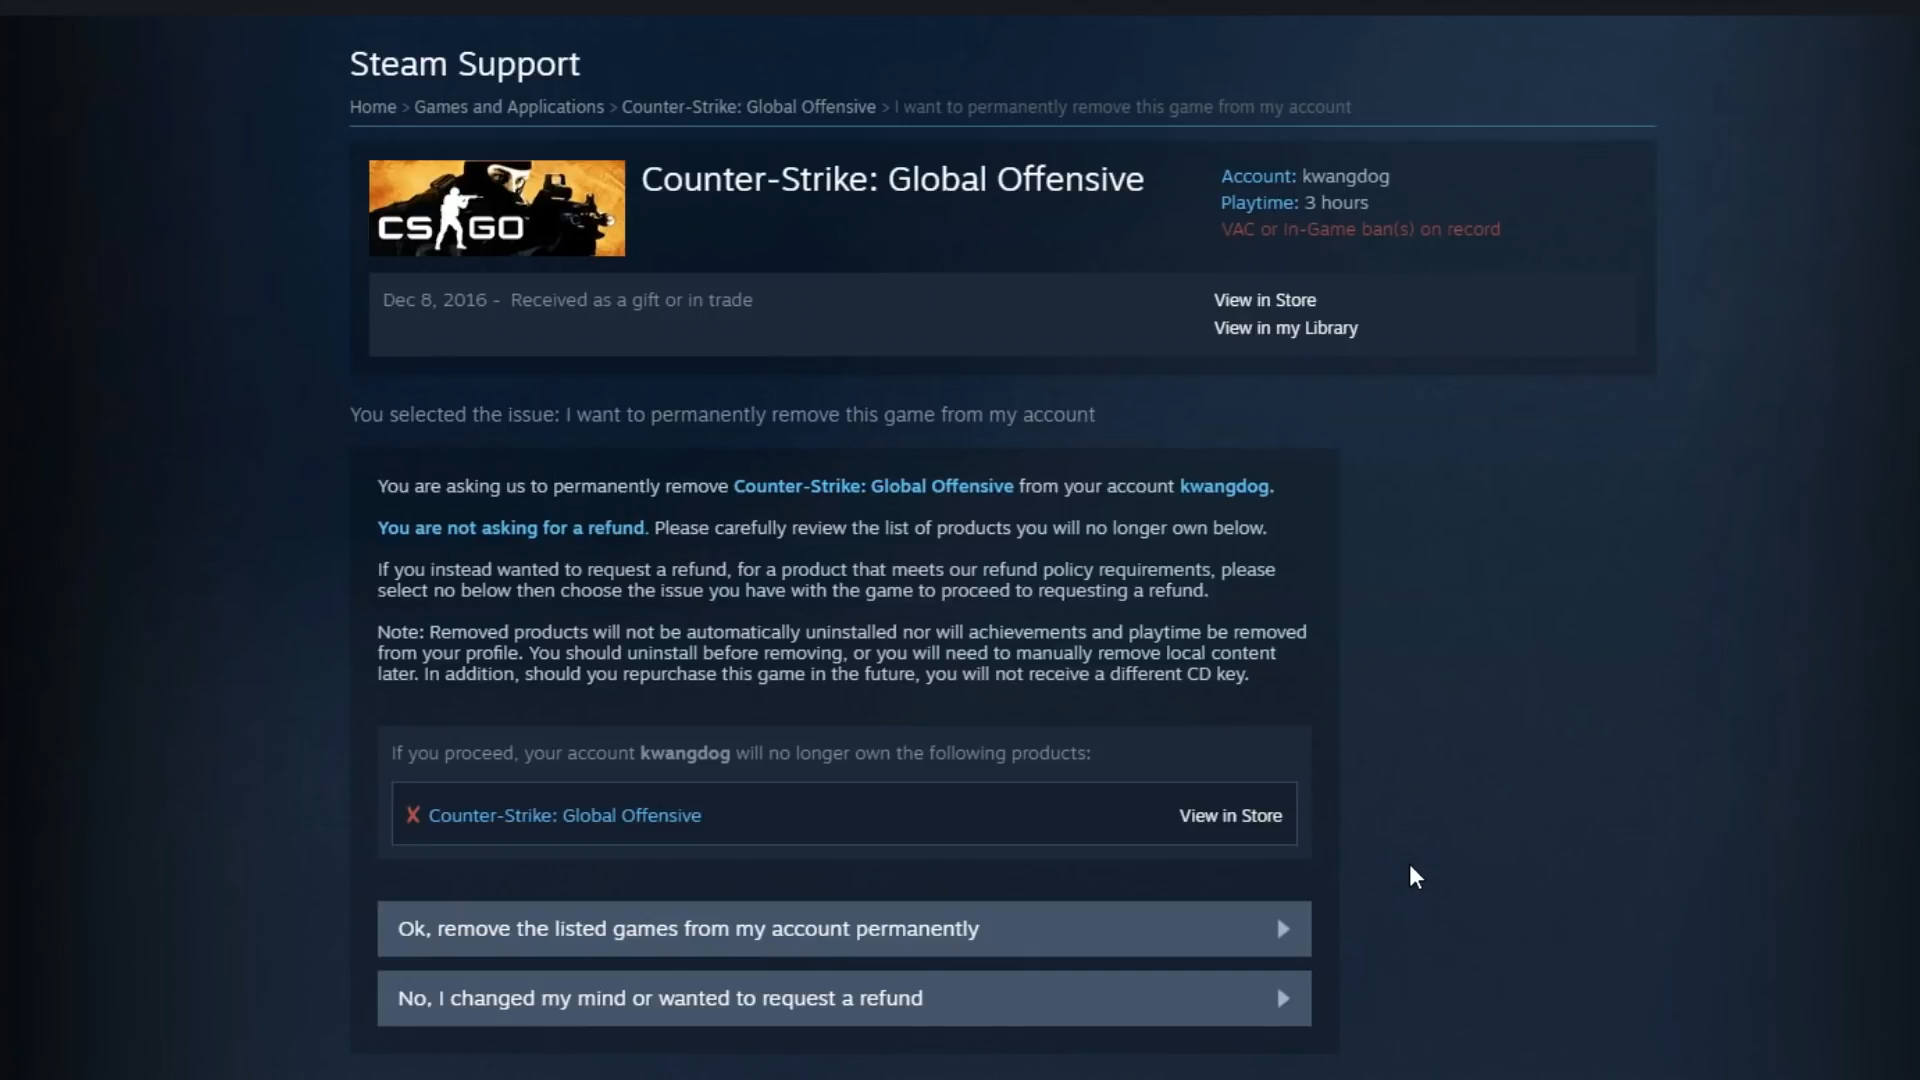 Steam Support
Home > Games and Applications > Counter-Strike: Global Offensive > I want to permanently remove this game from my account
CS GO
Counter-Strike: Global Offensive
Account: kwangdog
Playtime: 3 hours
VAC or In-Game ban(s) on record
Dec 8, 2016 - Received as a gift or in trade
View in Store
View in my Library
You selected the issue: I want to permanently remove this game from my account
You are asking us to permanently remove Counter-Strike: Global Offensive from your account kwangdog.
You are not asking for a refund. Please carefully review the list of products you will no longer own below.
If you instead wanted to request a refund, for a product that meets our refund policy requirements, please
select no below then choose the issue you have with the game to proceed to requesting a refund.
Note: Removed products will not be automatically uninstalled nor will achievements and playtime be removed
from your profile. You should uninstall before removing, or you will need to manually remove local content
later. In addition, should you repurchase this game in the future, you will not receive a different CD key.
If you proceed, your account kwangdog will no longer own the following products:
X Counter-Strike: Global Offensive View in Store
Ok, remove the listed games from my account permanently
No, I changed my mind or wanted to request a refund